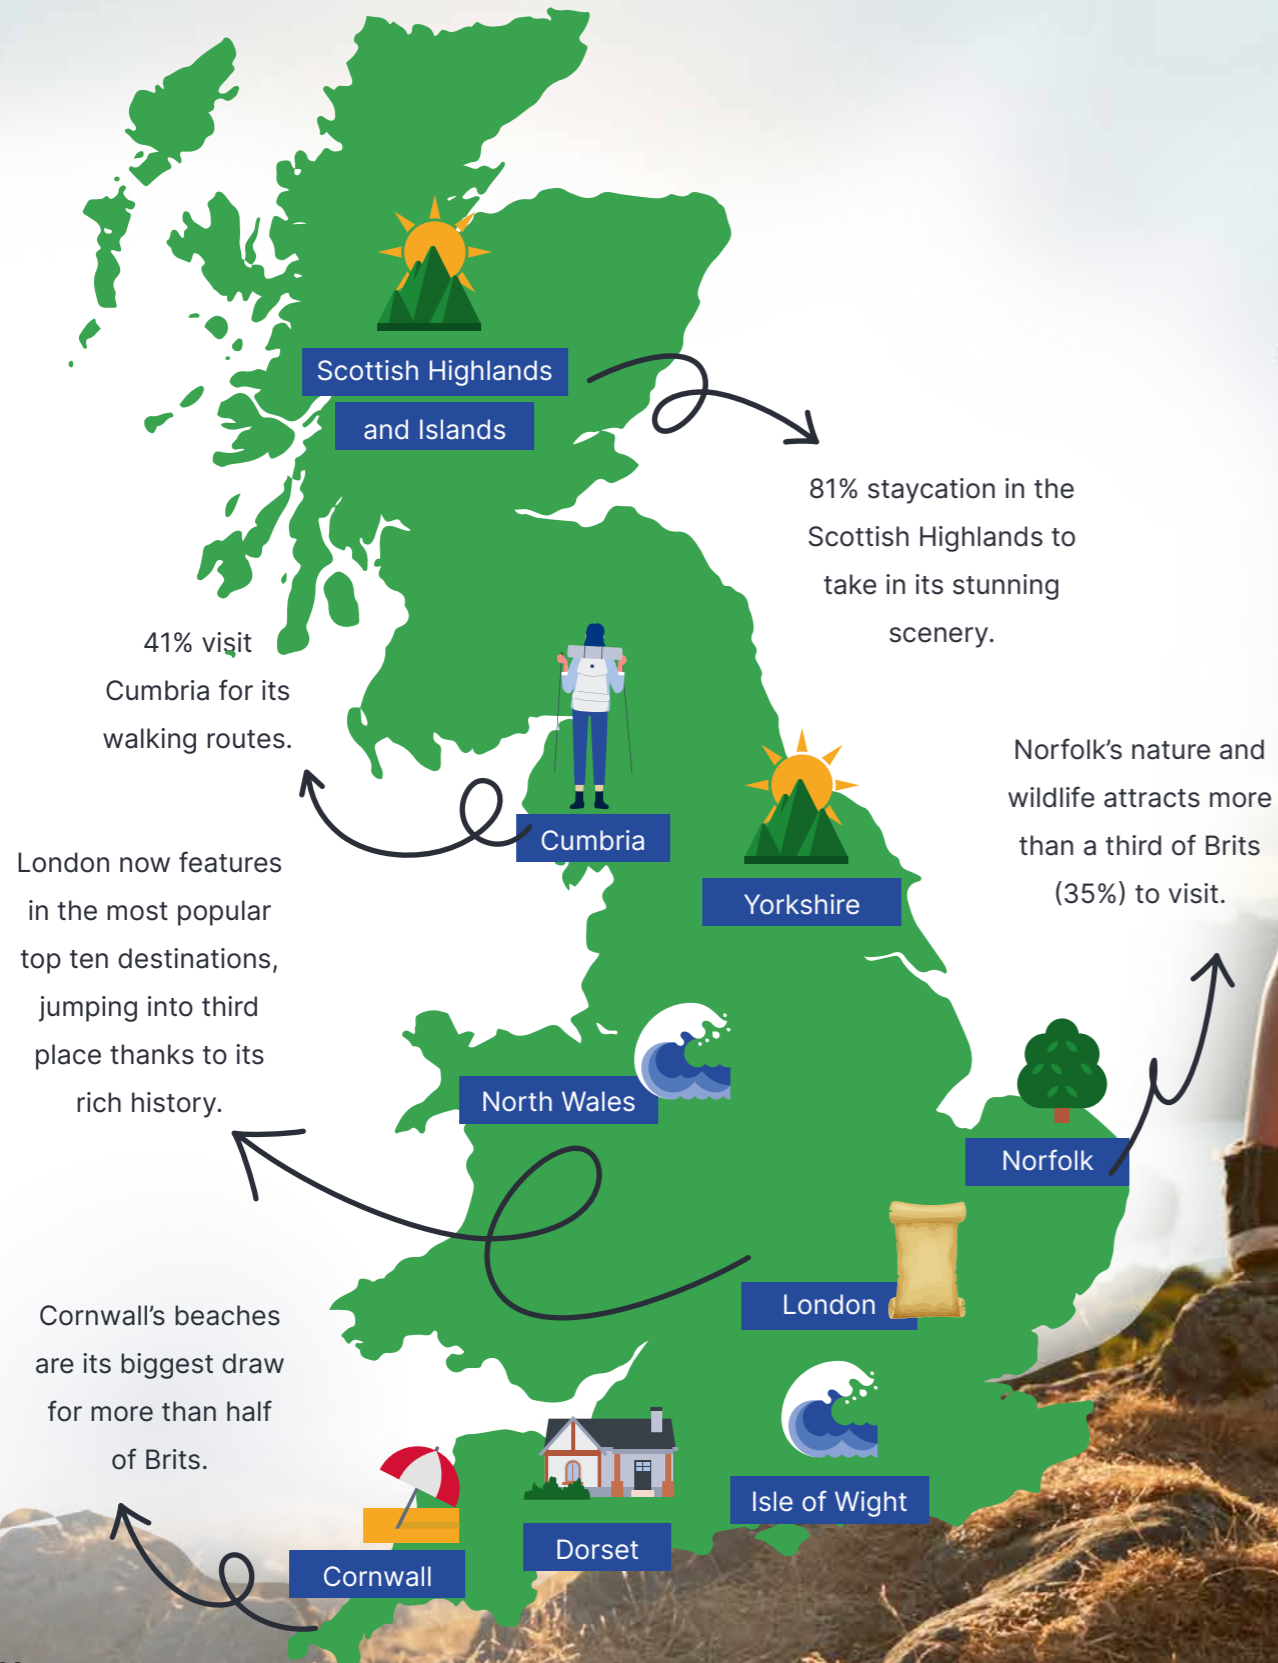 Scottish Highlands
and Islands
81% staycation in the
Scottish Highlands to
take in its stunning
scenery.
41% visit
Cumbria for its
walking routes.
Cumbria
Yorkshire
Norfolk’s nature and
wildlife attracts more
than a third of Brits
(35%) to visit.
London now features
in the most popular
top ten destinations,
jumping into third
place thanks to its
rich history.
North Wales
Norfolk
London
Cornwall’s beaches
are its biggest draw
for more than half
of Brits.
Isle of Wight
Dorset
Cornwall